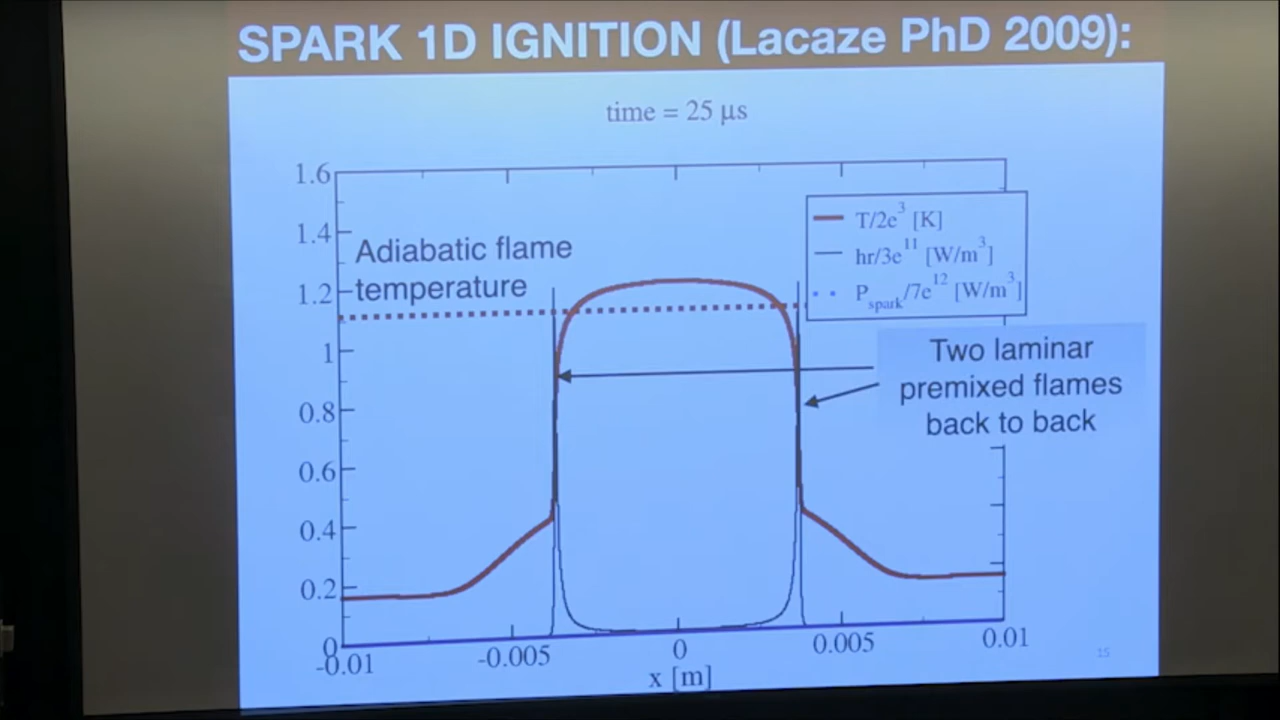 SPARK 1D IGNITION (Lacaze PhD 2009):
time = 25 µs
1.6
1.4
1.2
1
0.8
0.6
0.4
0.2
0
Adiabatic flame
temperature
T/2e³ [K]
hr/3e¹¹ [W/m³]
P_spark/7e¹² [W/m³]
Two laminar
premixed flames
back to back
-0.01
-0.005
0
0.005
0.01
x [m]
15